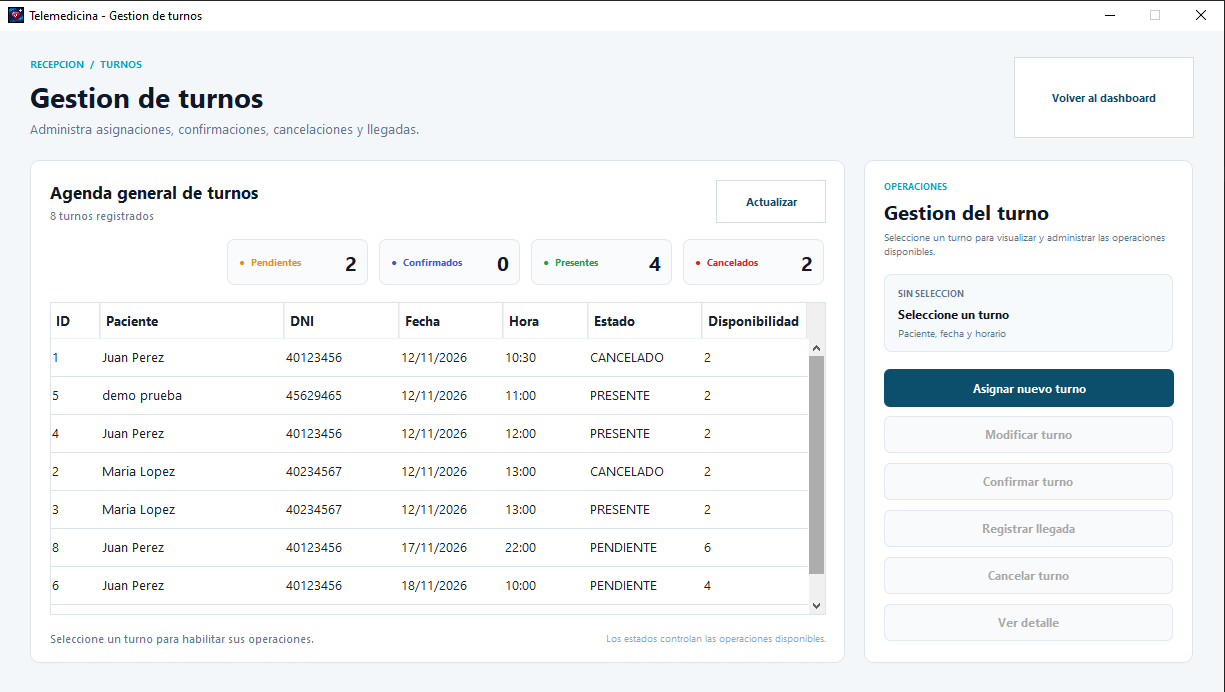 Telemedicina - Gestion de turnos
RECEPCION / TURNOS
Gestion de turnos
Administra asignaciones, confirmaciones, cancelaciones y llegadas.
Volver al dashboard
Agenda general de turnos
8 turnos registrados
Actualizar
Pendientes 2
Confirmados 0
Presentes 4
Cancelados 2
ID Paciente DNI Fecha Hora Estado Disponibilidad
1 Juan Perez 40123456 12/11/2026 10:30 CANCELADO 2
5 demo prueba 45629465 12/11/2026 11:00 PRESENTE 2
4 Juan Perez 40123456 12/11/2026 12:00 PRESENTE 2
2 Maria Lopez 40234567 12/11/2026 13:00 CANCELADO 2
3 Maria Lopez 40234567 12/11/2026 13:00 PRESENTE 2
8 Juan Perez 40123456 17/11/2026 22:00 PENDIENTE 6
6 Juan Perez 40123456 18/11/2026 10:00 PENDIENTE 4
Seleccione un turno para habilitar sus operaciones.
Los estados controlan las operaciones disponibles.
OPERACIONES
Gestion del turno
Seleccione un turno para visualizar y administrar las operaciones
disponibles.
SIN SELECCION
Seleccione un turno
Paciente, fecha y horario
Asignar nuevo turno
Modificar turno
Confirmar turno
Registrar llegada
Cancelar turno
Ver detalle